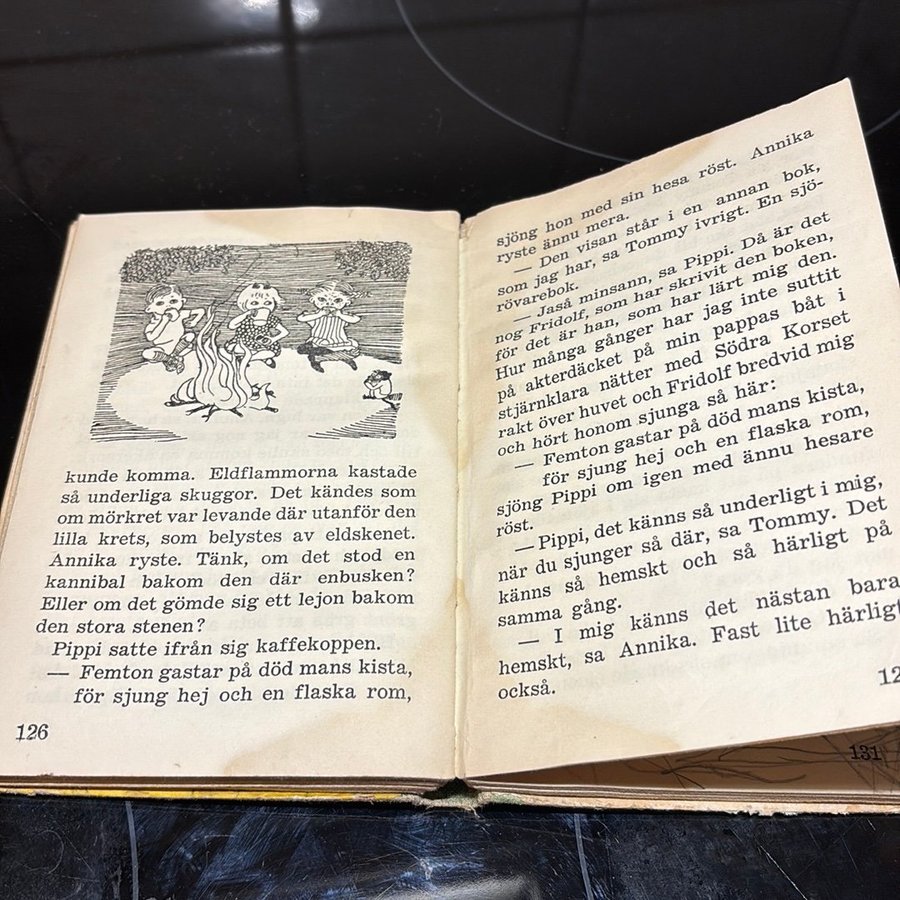 kunde komma. Eldflammorna kastade
så underliga skuggor. Det kändes som
om mörkret var levande där utanför den
lilla krets, som belystes av eldskenet.
Annika ryste. Tänk, om det stod en
kannibal bakom den där enbusken?
Eller om det gömde sig ett lejon bakom
den stora stenen?
Pippi satte ifrån sig kaffekoppen.
— Femton gastar på död mans kista,
för sjung hej och en flaska rom,
126
sjöng hon med sin hesa röst. Annika
ryste ännu mera.
— Den visan står i en annan bok,
som jag har, sa Tommy ivrigt. En sjö-
rövarebok.
— Jaså minsann, sa Pippi. Då är det
nog Fridolf, som har skrivit den boken,
för det är han, som har lärt mig den.
Hur många gånger har jag inte suttit
på akterdäcket på min pappas båt i
stjärnklara nätter med Södra Korset
rakt över huvet och Fridolf bredvid mig
och hört honom sjunga så här:
— Femton gastar på död mans kista,
för sjung hej och en flaska rom,
sjöng Pippi om igen med ännu hesare
röst.
— Pippi, det känns så underligt i mig,
när du sjunger så där, sa Tommy. Det
känns så hemskt och så härligt på
samma gång.
— I mig känns det nästan bara
hemskt, sa Annika. Fast lite härligt
också.
131